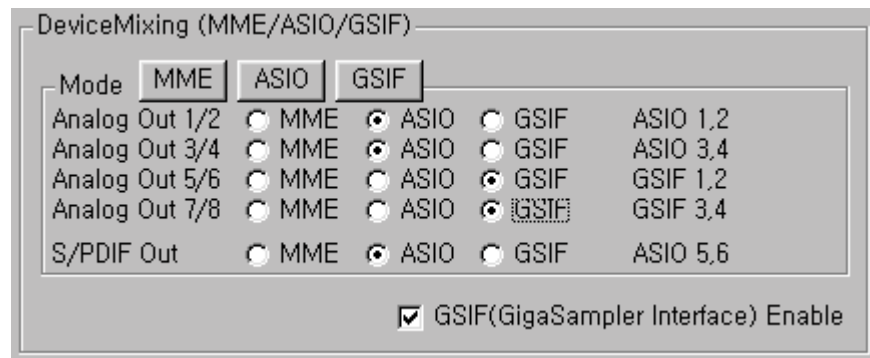 DeviceMixing (MME/ASIO/GSIF)
Mode MME ASIO GSIF
Analog Out 1/2 MME ASIO GSIF ASIO 1,2
Analog Out 3/4 MME ASIO GSIF ASIO 3,4
Analog Out 5/6 MME ASIO GSIF GSIF 1,2
Analog Out 7/8 MME ASIO GSIF GSIF 3,4
S/PDIF Out MME ASIO GSIF ASIO 5,6
GSIF(GigaSampler Interface) Enable